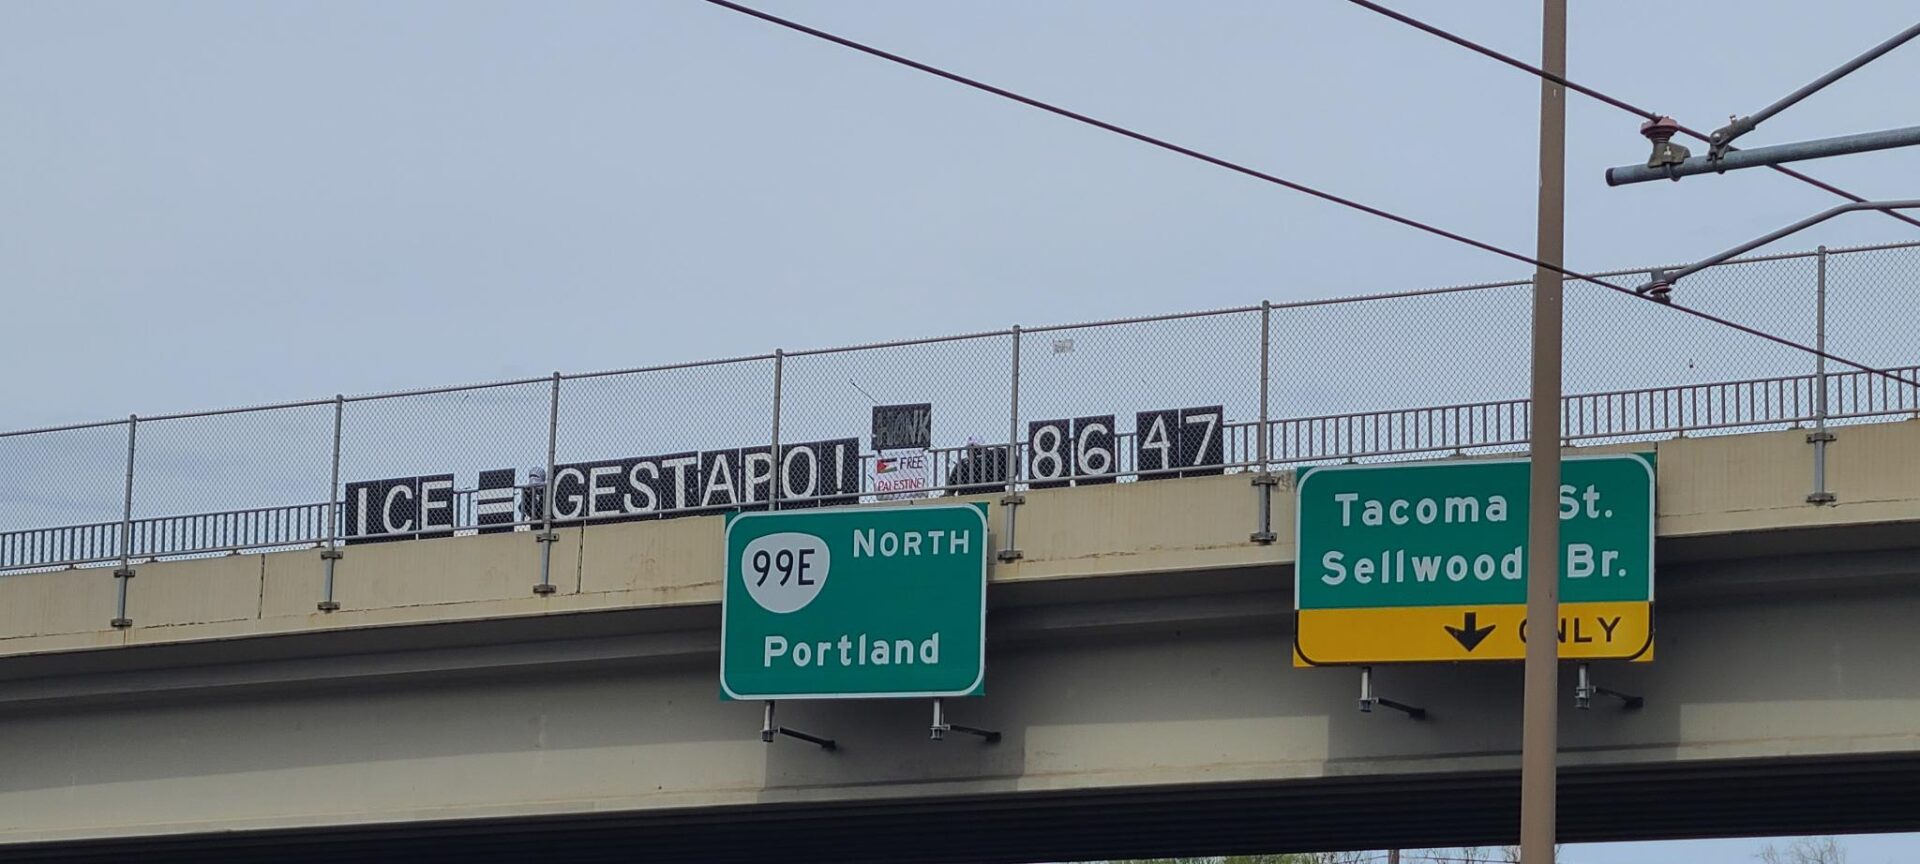 ICE = GESTAPO!
HONK
FREE
PALESTINE!
86 47
99E NORTH
Portland
Tacoma St.
Sellwood Br.
ONLY